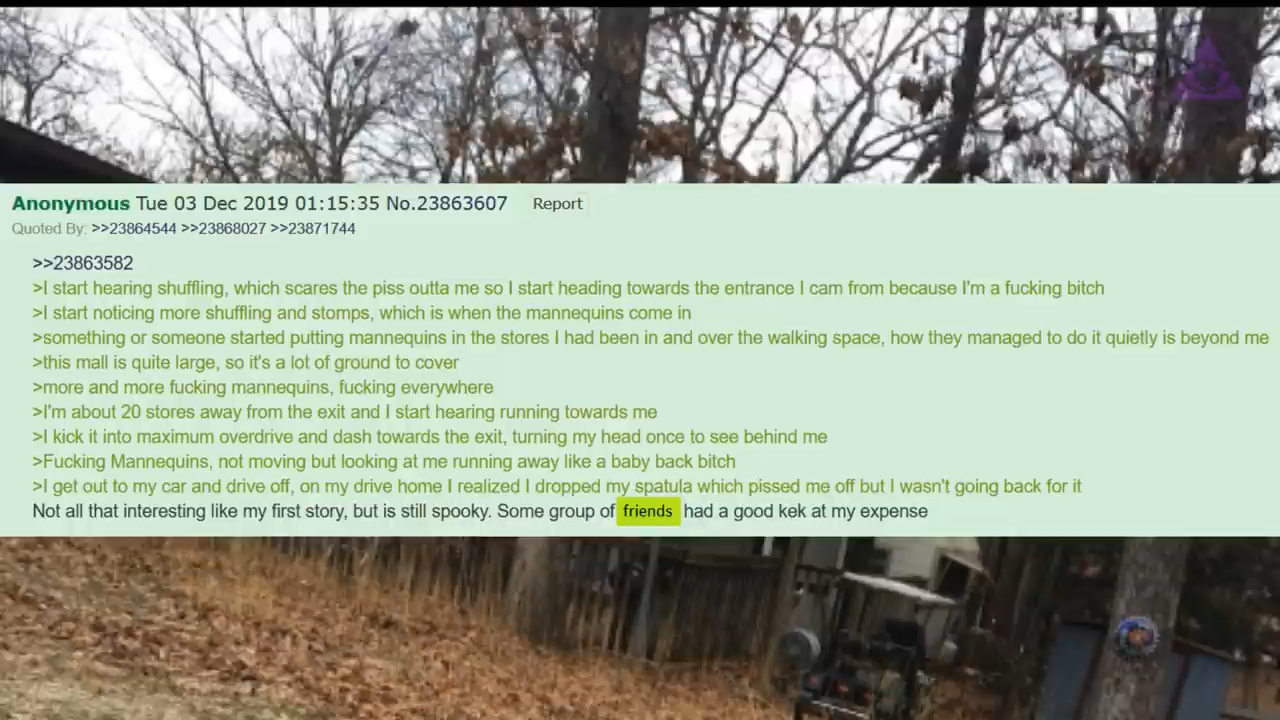 Anonymous Tue 03 Dec 2019 01:15:35 No.23863607 Report
Quoted By: >>23864544 >>23868027 >>23871744
>>23863582
>I start hearing shuffling, which scares the piss outta me so I start heading towards the entrance I cam from because I'm a fucking bitch
>I start noticing more shuffling and stomps, which is when the mannequins come in
>something or someone started putting mannequins in the stores I had been in and over the walking space, how they managed to do it quietly is beyond me
>this mall is quite large, so it's a lot of ground to cover
>more and more fucking mannequins, fucking everywhere
>I'm about 20 stores away from the exit and I start hearing running towards me
>I kick it into maximum overdrive and dash towards the exit, turning my head once to see behind me
>Fucking Mannequins, not moving but looking at me running away like a baby back bitch
>I get out to my car and drive off, on my drive home I realized I dropped my spatula which pissed me off but I wasn't going back for it
Not all that interesting like my first story, but is still spooky. Some group of friends had a good kek at my expense